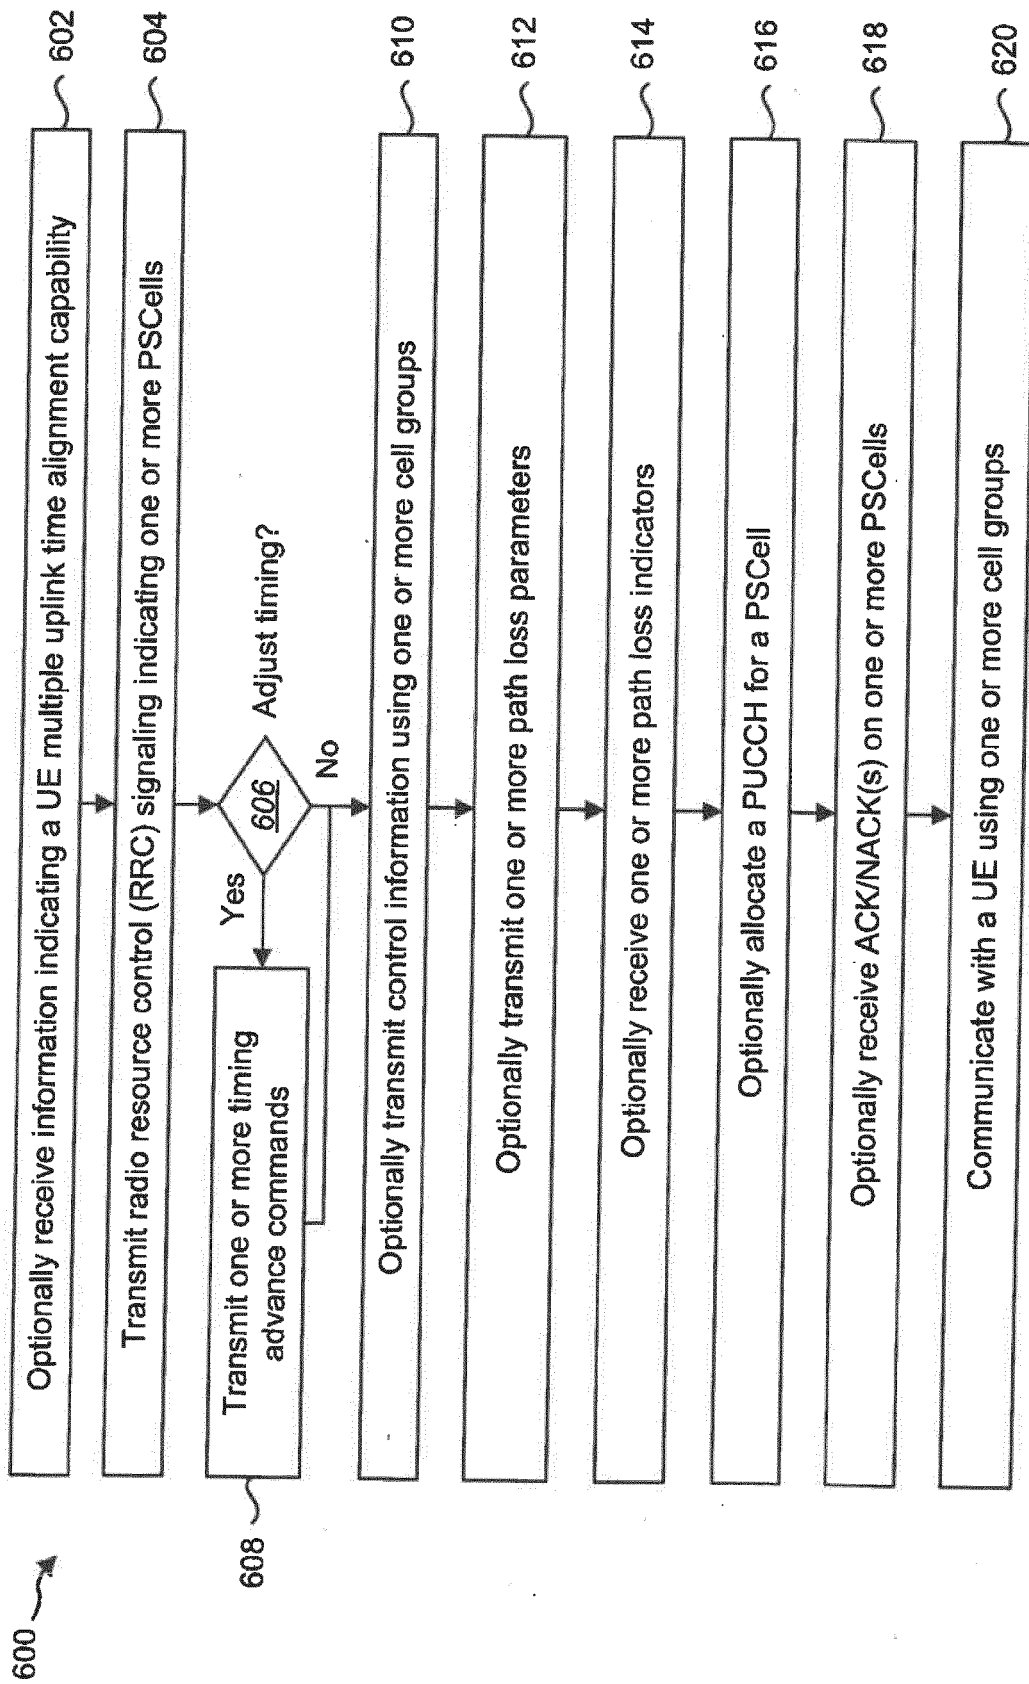 600
Optionally receive information indicating a UE multiple uplink time alignment capability
602
Transmit radio resource control (RRC) signaling indicating one or more PSCells
604
606
Adjust timing?
Yes
No
Transmit one or more timing
advance commands
608
Optionally transmit control information using one or more cell groups
610
Optionally transmit one or more path loss parameters
612
Optionally receive one or more path loss indicators
614
Optionally allocate a PUCCH for a PSCell
616
Optionally receive ACK/NACK(s) on one or more PSCells
618
Communicate with a UE using one or more cell groups
620